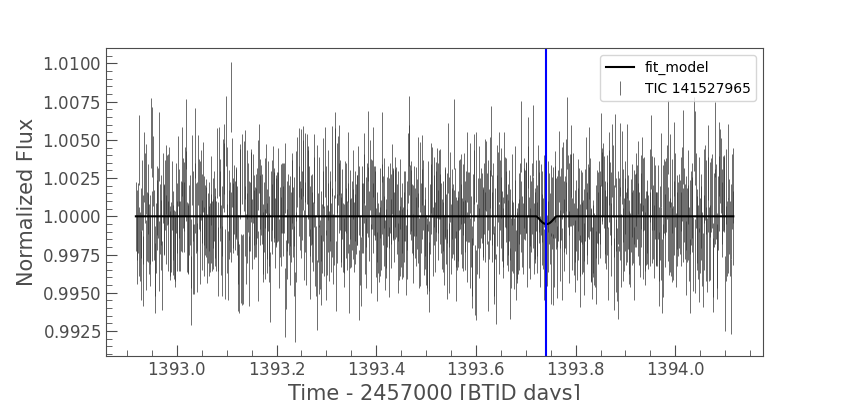 fit_model
TIC 141527965
1.0100
1.0075
1.0050
1.0025
1.0000
0.9975
0.9950
0.9925
Normalized Flux
1393.0 1393.2 1393.4 1393.6 1393.8 1394.0
Time - 2457000 [BTJD days]